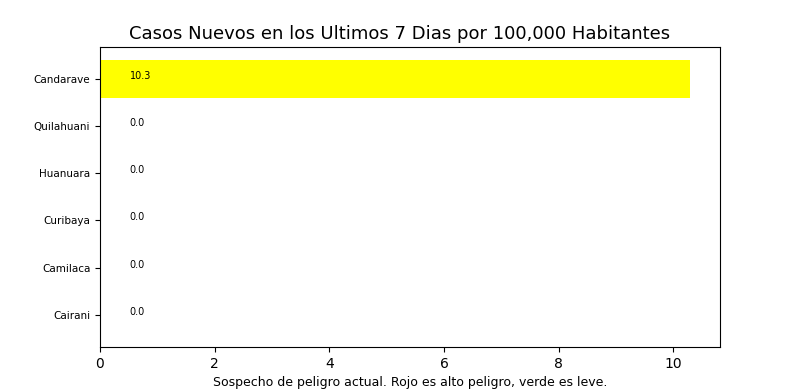 Casos Nuevos en los Ultimos 7 Dias por 100,000 Habitantes
Candarave 10.3
Quilahuani 0.0
Huanuara 0.0
Curibaya 0.0
Camilaca 0.0
Cairani 0.0
0 2 4 6 8 10
Sospecho de peligro actual. Rojo es alto peligro, verde es leve.